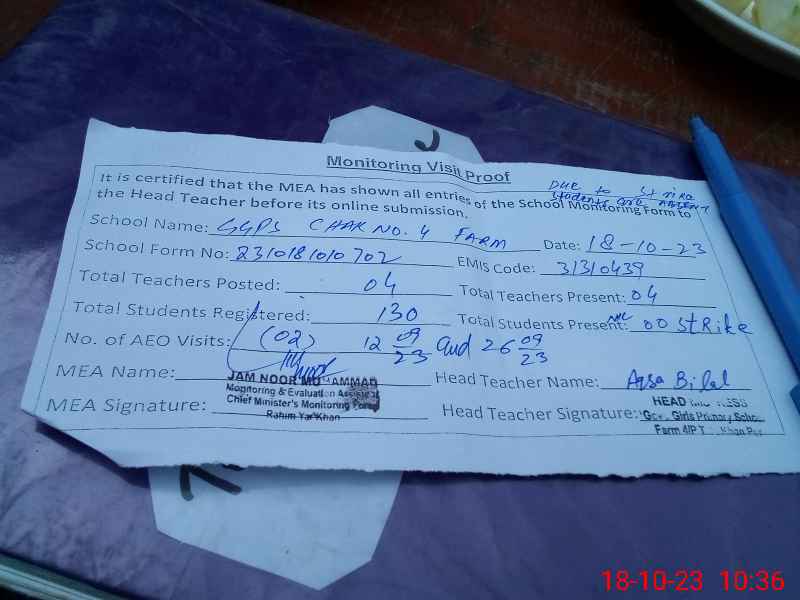 Monitoring Visit Proof
Due to strike
students are ABSENT
It is certified that the MEA has shown all entries of the School Monitoring Form to
the Head Teacher before its online submission.
School Name: GGPS CHAK NO. 4 FARM Date: 18-10-23
School Form No: 2310181010702 EMIS Code: 31310439
Total Teachers Posted: 04 Total Teachers Present: 04
Total Students Registered: 130 Total Students Present: 00 Strike
No. of AEO Visits: (02) 12 09/23 and 26 09/23
MEA Name: Head Teacher Name: Aqsa Bilal
JAM NOOR MUHAMMAD
Monitoring & Evaluation Assistant
Chief Minister's Monitoring Force
Rahim Yar Khan
MEA Signature: Head Teacher Signature:
HEAD
Girls Primary
Farm 4/P
18-10-23 10:36